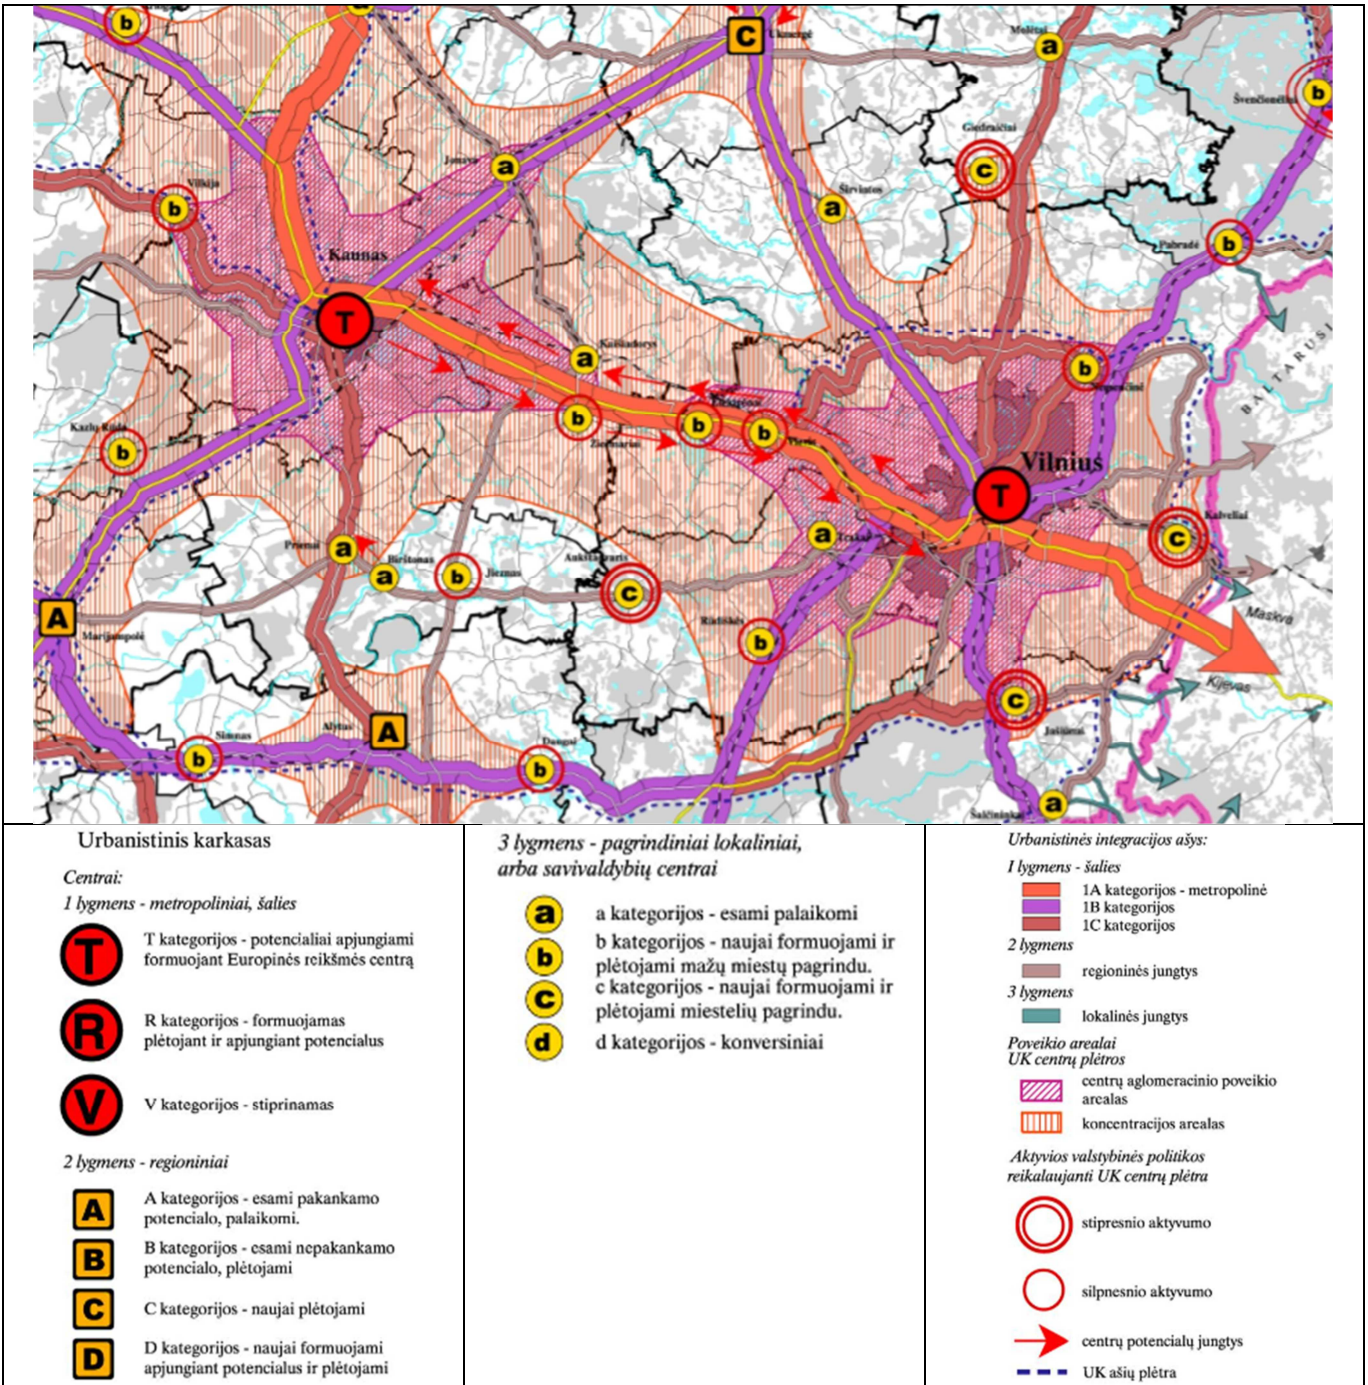 Ukmergė
C
Molėtai
a
b
a
b
Švenčionėliai
Giedraičiai
c
Jonava
a
Širvintos
a
Vilkija
b
Pabradė
b
Kaunas
T
BALTARUSI
Kaišiadorys
a
b
Nemenčinė
Elektrėnai
b
b
b
Žiežmariai
Vievis
Kazlų Rūda
b
Vilnius
T
a
Trakai
Kalveliai
c
Prienai
a
Birštonas
a
b
Jieznas
Aukštadvaris
c
A
Marijampolė
Rūdiškės
b
Maskva
Kijevas
c
Jašiūnai
Alytus
A
Simnas
b
Daugai
b
a
Šalčininkai
Urbanistinis karkasas
Centrai:
1 lygmens - metropoliniai, šalies
T
T kategorijos - potencialiai apjungiami
formuojant Europinės reikšmės centrą
R
R kategorijos - formuojamas
plėtojant ir apjungiant potencialus
V
V kategorijos - stiprinamas
2 lygmens - regioniniai
A
A kategorijos - esami pakankamo
potencialo, palaikomi.
B
B kategorijos - esami nepakankamo
potencialo, plėtojami
C
C kategorijos - naujai plėtojami
D
D kategorijos - naujai formuojami
apjungiant potencialus ir plėtojami
3 lygmens - pagrindiniai lokaliniai,
arba savivaldybių centrai
a
a kategorijos - esami palaikomi
b
b kategorijos - naujai formuojami ir
plėtojami mažų miestų pagrindu.
c
c kategorijos - naujai formuojami ir
plėtojami miestelių pagrindu.
d
d kategorijos - konversiniai
Urbanistinės integracijos ašys:
I lygmens - šalies
1A kategorijos - metropolinė
1B kategorijos
1C kategorijos
2 lygmens
regioninės jungtys
3 lygmens
lokalinės jungtys
Poveikio arealai
UK centrų plėtros
centrų aglomeracinio poveikio
arealas
koncentracijos arealas
Aktyvios valstybinės politikos
reikalaujanti UK centrų plėtra
stipresnio aktyvumo
silpnesnio aktyvumo
centrų potencialų jungtys
UK ašių plėtra